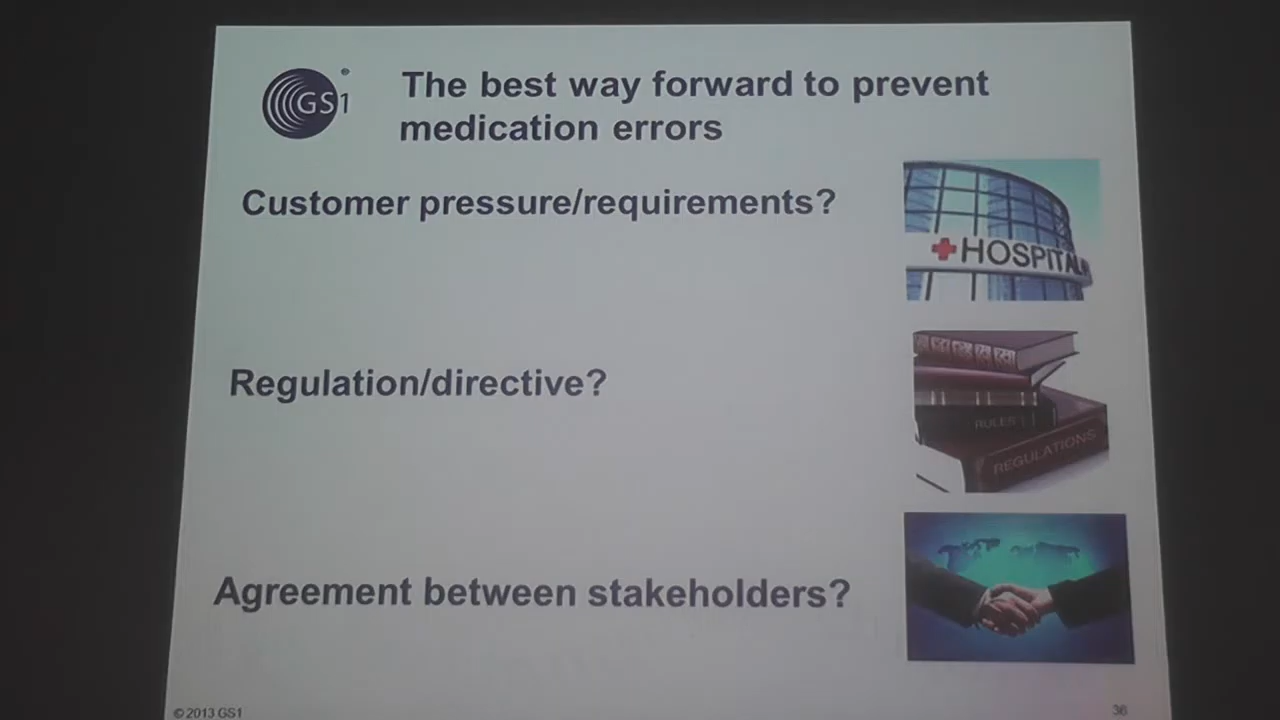 GS1®
The best way forward to prevent
medication errors
Customer pressure/requirements?
HOSPITAL
Regulation/directive?
RULES
REGULATIONS
Agreement between stakeholders?
© 2013 GS1
36